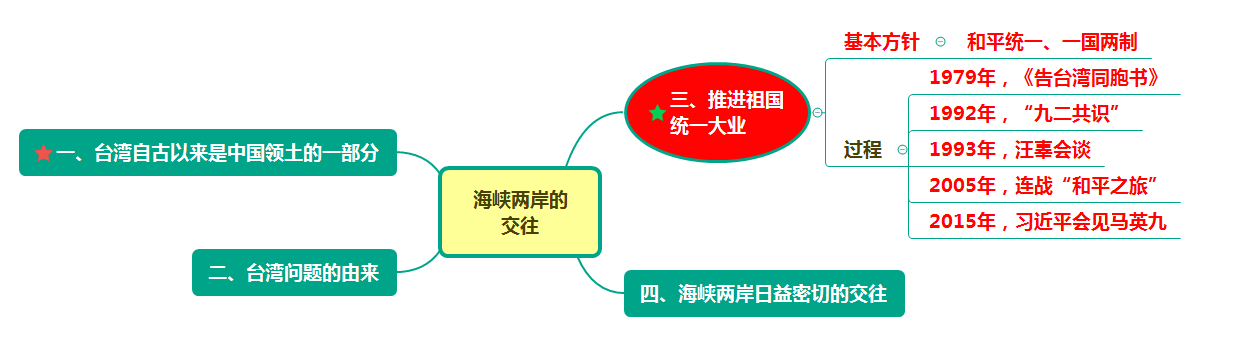 海峡两岸的
交往
一、台湾自古以来是中国领土的一部分
二、台湾问题的由来
三、推进祖国
统一大业
基本方针
和平统一、一国两制
过程
1979年，《告台湾同胞书》
1992年，“九二共识”
1993年，汪辜会谈
2005年，连战“和平之旅”
2015年，习近平会见马英九
四、海峡两岸日益密切的交往